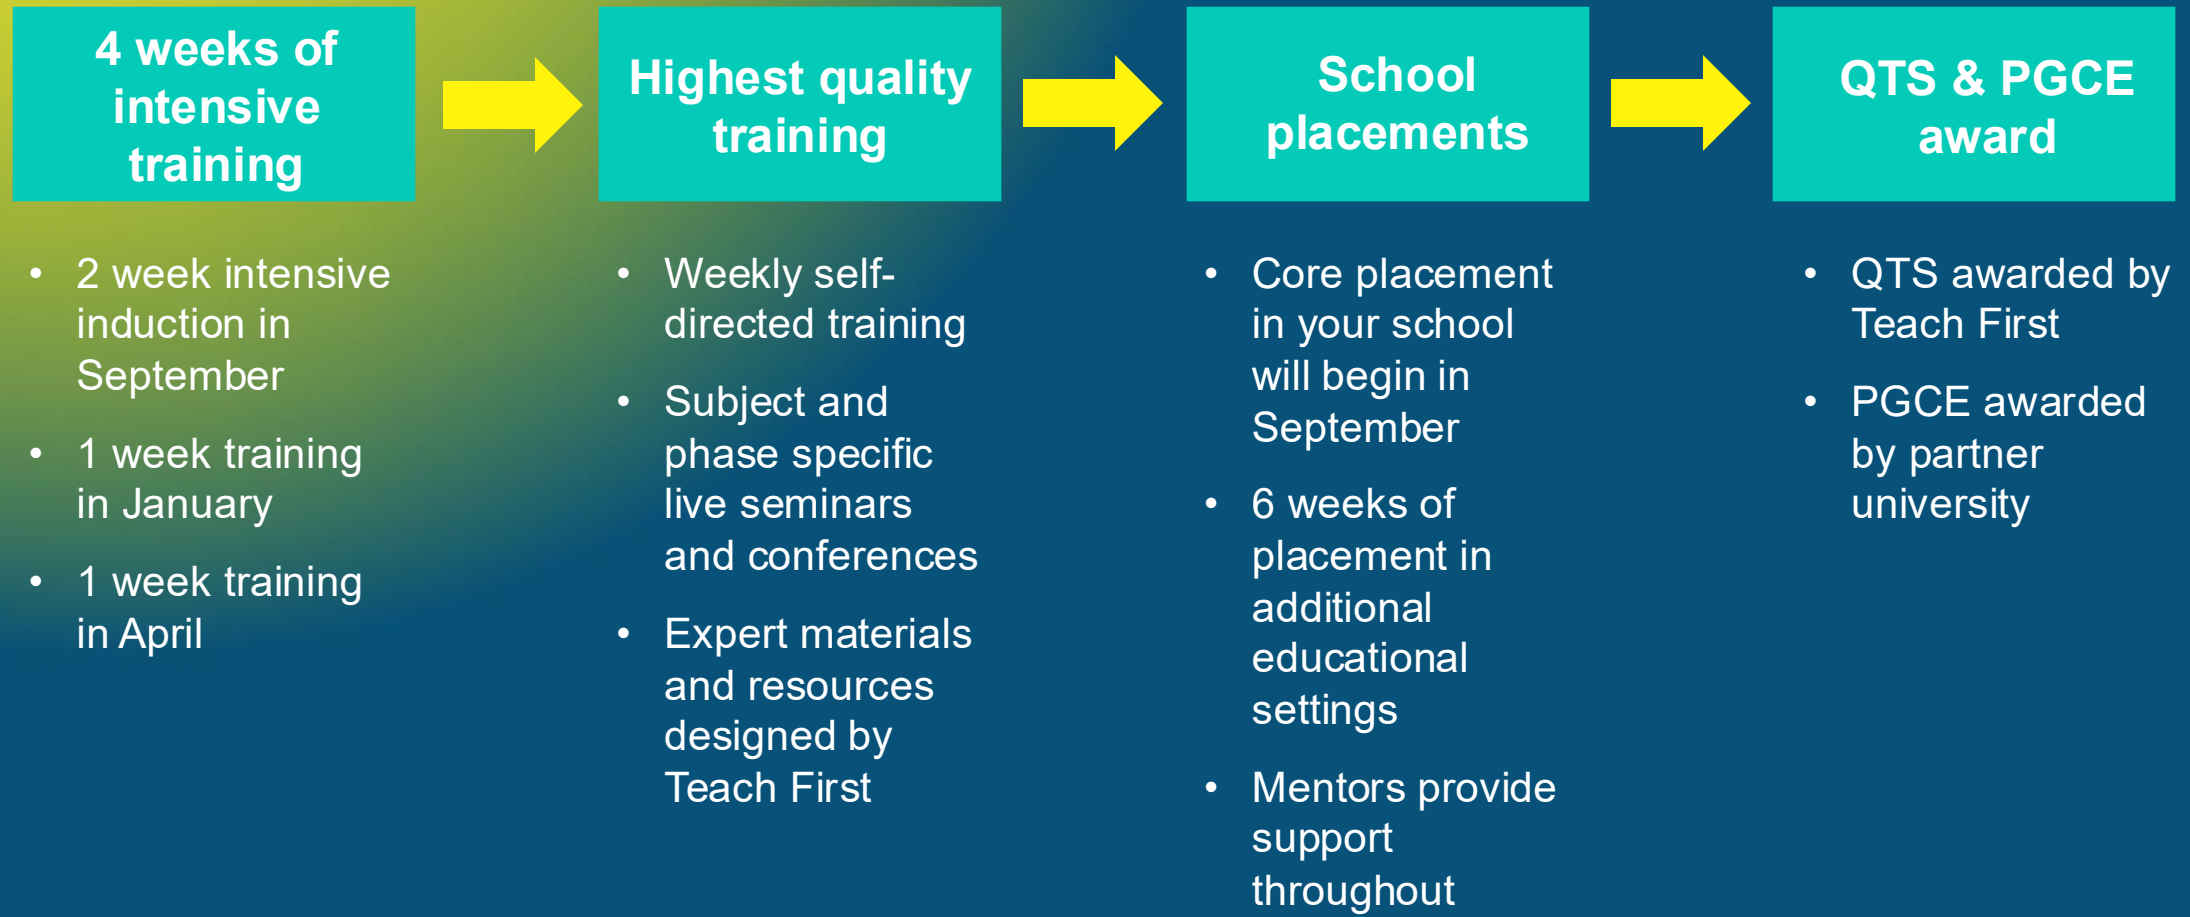 4 weeks of
intensive
training
• 2 week intensive
induction in
September
• 1 week training
in January
• 1 week training
in April
Highest quality
training
• Weekly self-
directed training
• Subject and
phase specific
live seminars
and conferences
• Expert materials
and resources
designed by
Teach First
School
placements
• Core placement
in your school
will begin in
September
• 6 weeks of
placement in
additional
educational
settings
• Mentors provide
support
throughout
QTS & PGCE
award
• QTS awarded by
Teach First
• PGCE awarded
by partner
university